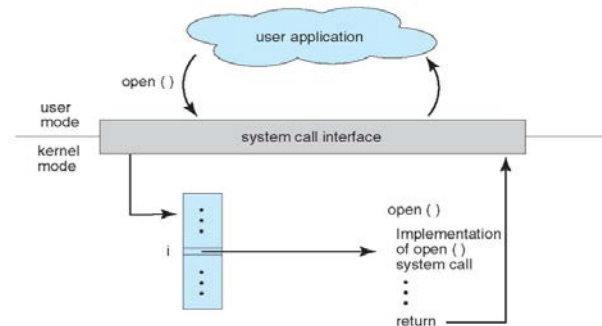 user application
open ( )
user
mode
system call interface
kernel
mode
i
open ( )
Implementation
of open ( )
system call
return